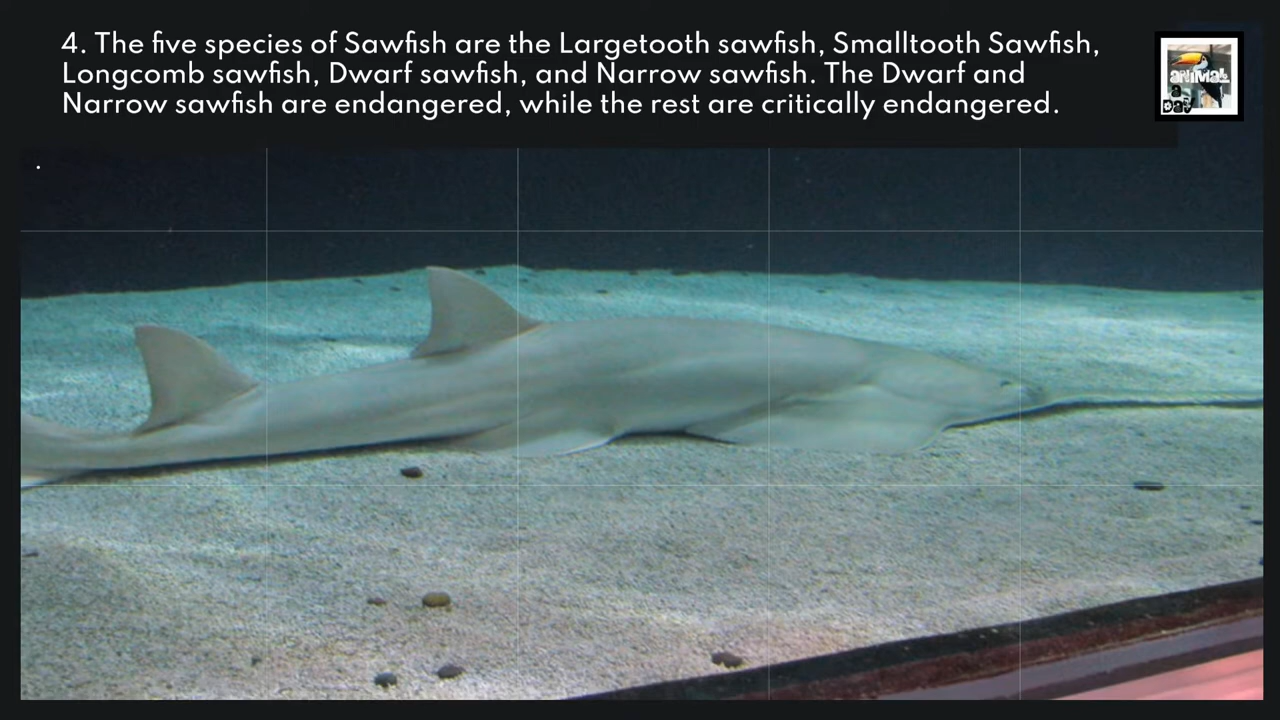 4. The five species of Sawfish are the Largetooth sawfish, Smalltooth Sawfish,
Longcomb sawfish, Dwarf sawfish, and Narrow sawfish. The Dwarf and
Narrow sawfish are endangered, while the rest are critically endangered.
ANIMAL